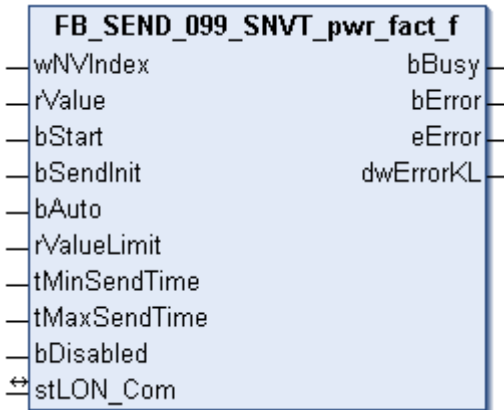 FB_SEND_099_SNVT_pwr_fact_f
wNVIndex bBusy
rValue bError
bStart eError
bSendInit dwErrorKL
bAuto
rValueLimit
tMinSendTime
tMaxSendTime
bDisabled
stLON_Com